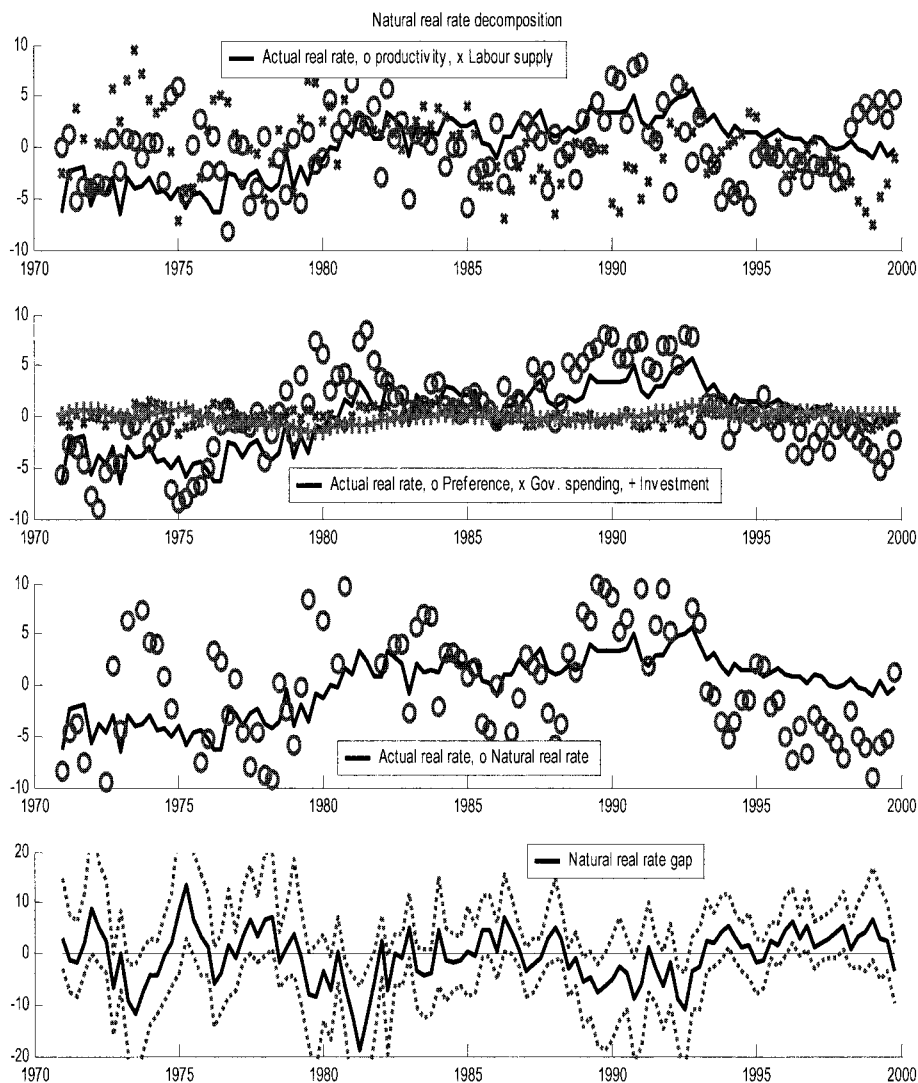 Natural real rate decomposition
10
Actual real rate, o productivity, x Labour supply
5
0
-5
-10
1970 1975 1980 1985 1990 1995 2000
10
5
0
-5
Actual real rate, o Preference, x Gov. spending, + Investment
-10
1970 1975 1980 1985 1990 1995 2000
10
5
0
-5
Actual real rate, o Natural real rate
-10
1970 1975 1980 1985 1990 1995 2000
20
Natural real rate gap
10
0
-10
-20
1970 1975 1980 1985 1990 1995 2000